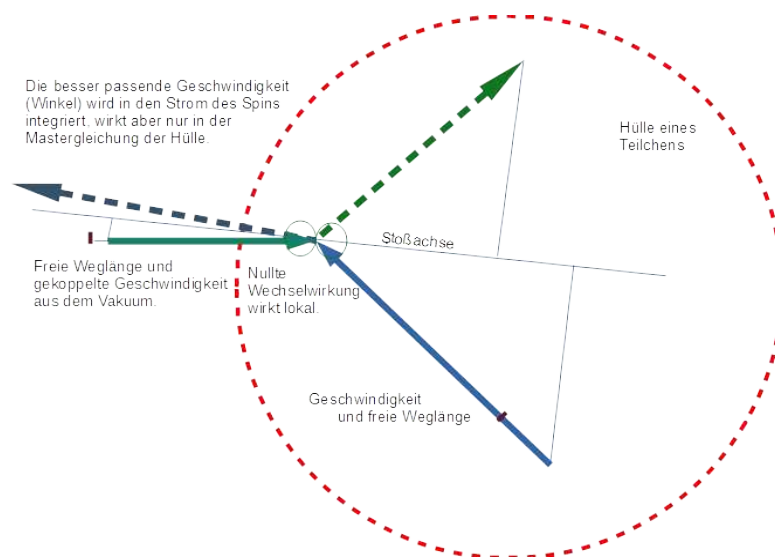 Die besser passende Geschwindigkeit
(Winkel) wird in den Strom des Spins
integriert, wirkt aber nur in der
Mastergleichung der Hülle.
Hülle eines
Teilchens
Stoßachse
Freie Weglänge und
gekoppelte Geschwindigkeit
aus dem Vakuum.
Nullte
Wechselwirkung
wirkt lokal.
Geschwindigkeit
und freie Weglänge